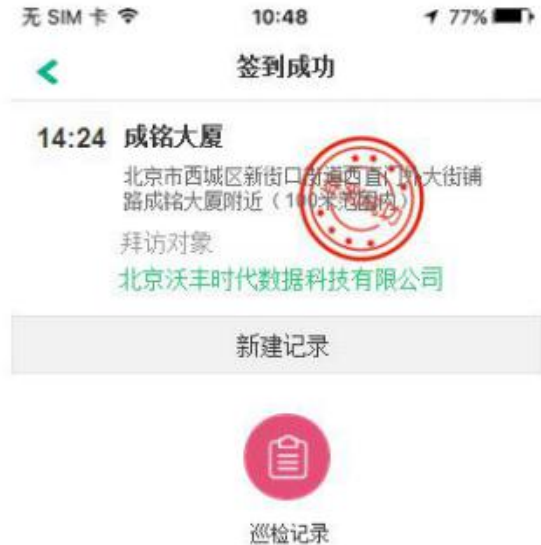 无 SIM 卡 10:48 77%
签到成功
14:24 成铭大厦
北京市西城区新街口街道西直门外大街铺
路成铭大厦附近（100米范围内）
拜访对象
北京沃丰时代数据科技有限公司
新建记录
巡检记录